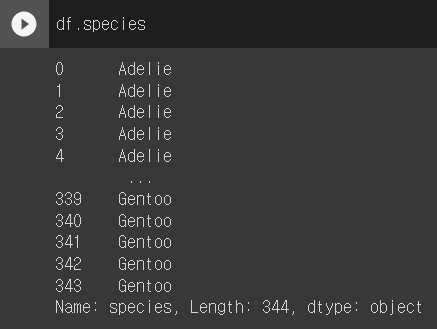 df.species
0 Adelie
1 Adelie
2 Adelie
3 Adelie
4 Adelie
...
339 Gentoo
340 Gentoo
341 Gentoo
342 Gentoo
343 Gentoo
Name: species, Length: 344, dtype: object